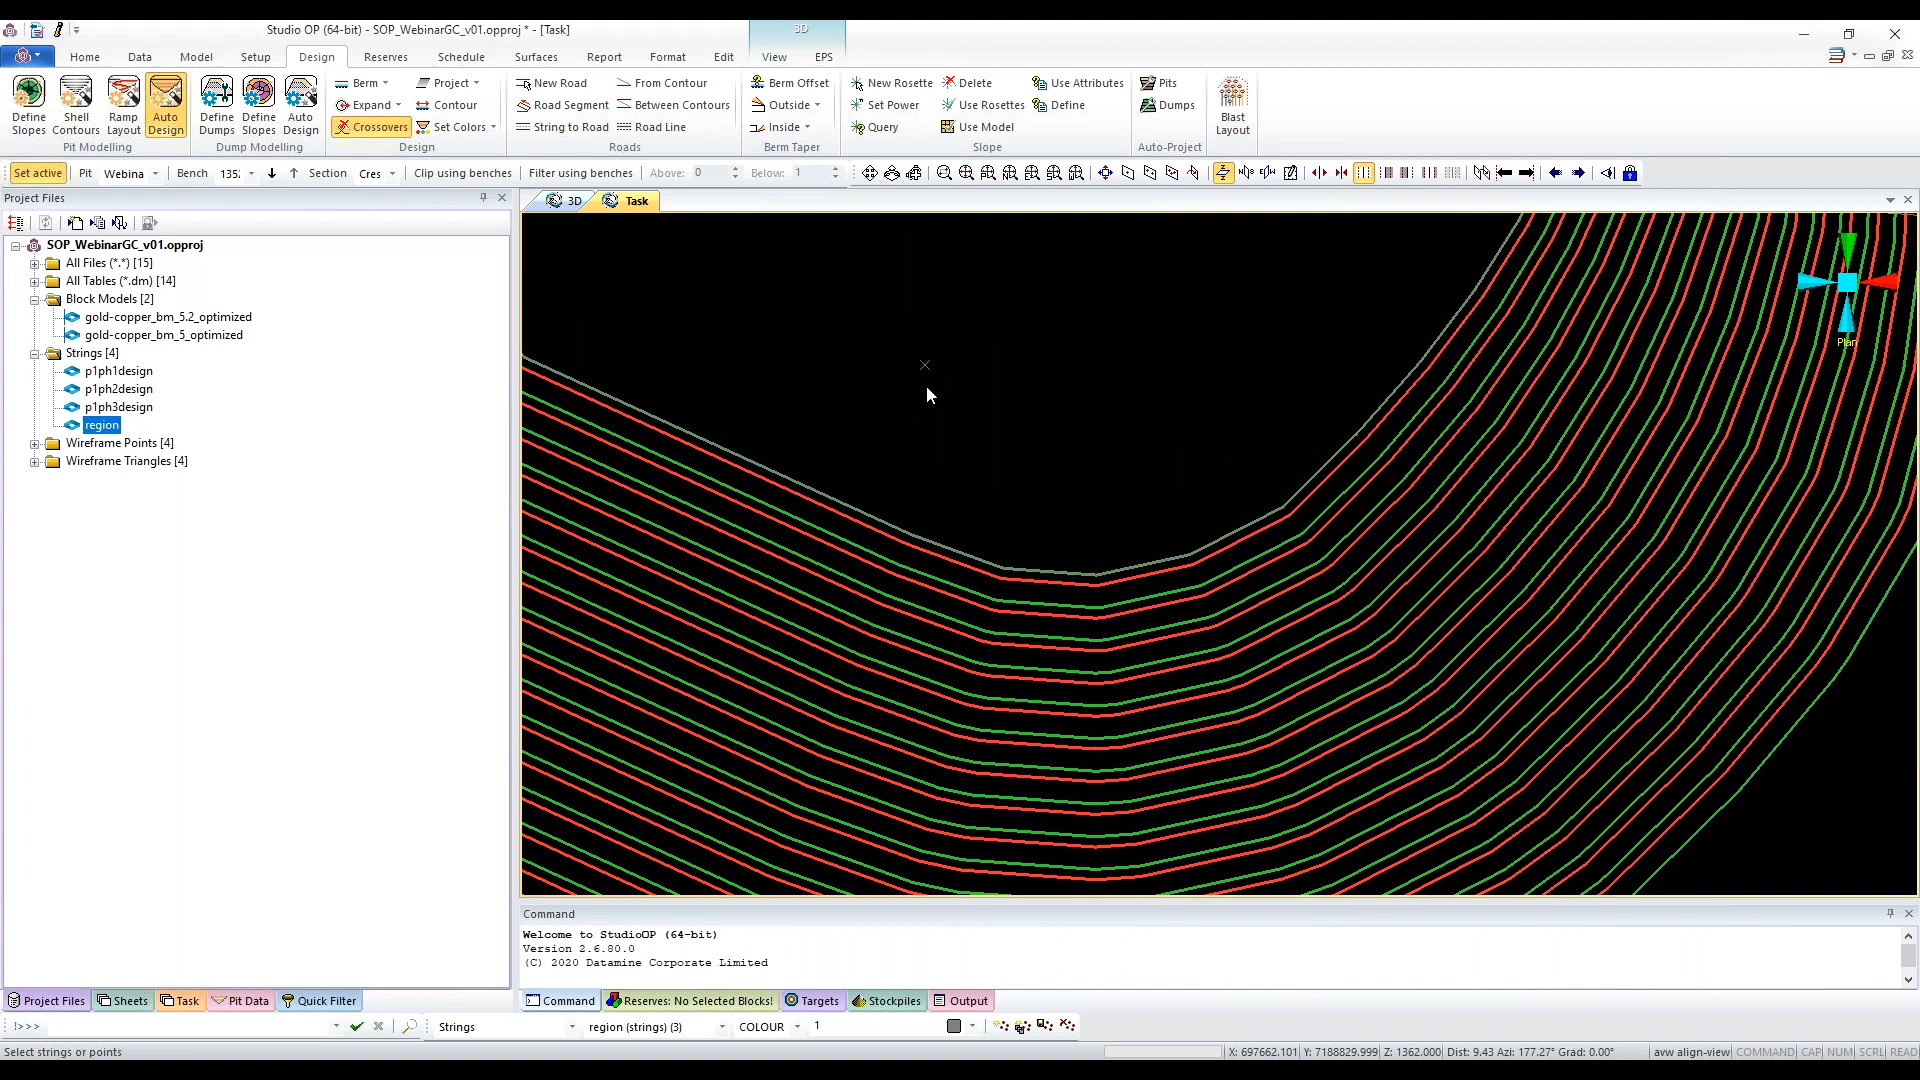 Studio OP (64-bit) - SOP_WebinarGC_v01.opproj * - [Task]
3D
Home Data Model Setup Design Reserves Schedule Surfaces Report Format Edit View EPS
Define Slopes
Shell Contours
Ramp Layout
Auto Design
Pit Modelling
Define Dumps
Define Slopes
Auto Design
Dump Modelling
Berm
Expand
Crossovers
Project
Contour
Set Colors
Design
New Road
Road Segment
String to Road
From Contour
Between Contours
Road Line
Roads
Berm Offset
Outside
Inside
Berm Taper
New Rosette
Set Power
Query
Delete
Use Rosettes
Use Model
Use Attributes
Define
Slope
Pits
Dumps
Auto-Project
Blast Layout
Set active Pit Webina Bench 135: Section Cres Clip using benches Filter using benches Above: 0 Below: 1
Project Files
3D
Task
SOP_WebinarGC_v01.opproj
All Files (*.*) [15]
All Tables (*.dm) [14]
Block Models [2]
gold-copper_bm_5.2_optimized
gold-copper_bm_5_optimized
Strings [4]
p1ph1design
p1ph2design
p1ph3design
region
Wireframe Points [4]
Wireframe Triangles [4]
Plan
Command
Welcome to StudioOP (64-bit)
Version 2.6.80.0
(C) 2020 Datamine Corporate Limited
Project Files Sheets Task Pit Data Quick Filter
Command Reserves: No Selected Blocks! Targets Stockpiles Output
!>>> Strings region (strings) (3) COLOUR 1
Select strings or points
X: 697662.101 Y: 7188829.999 Z: 1362.000 Dist: 9.43 Azi: 177.27° Grad: 0.00° avw align-view COMMAND CAP NUM SCRL READ